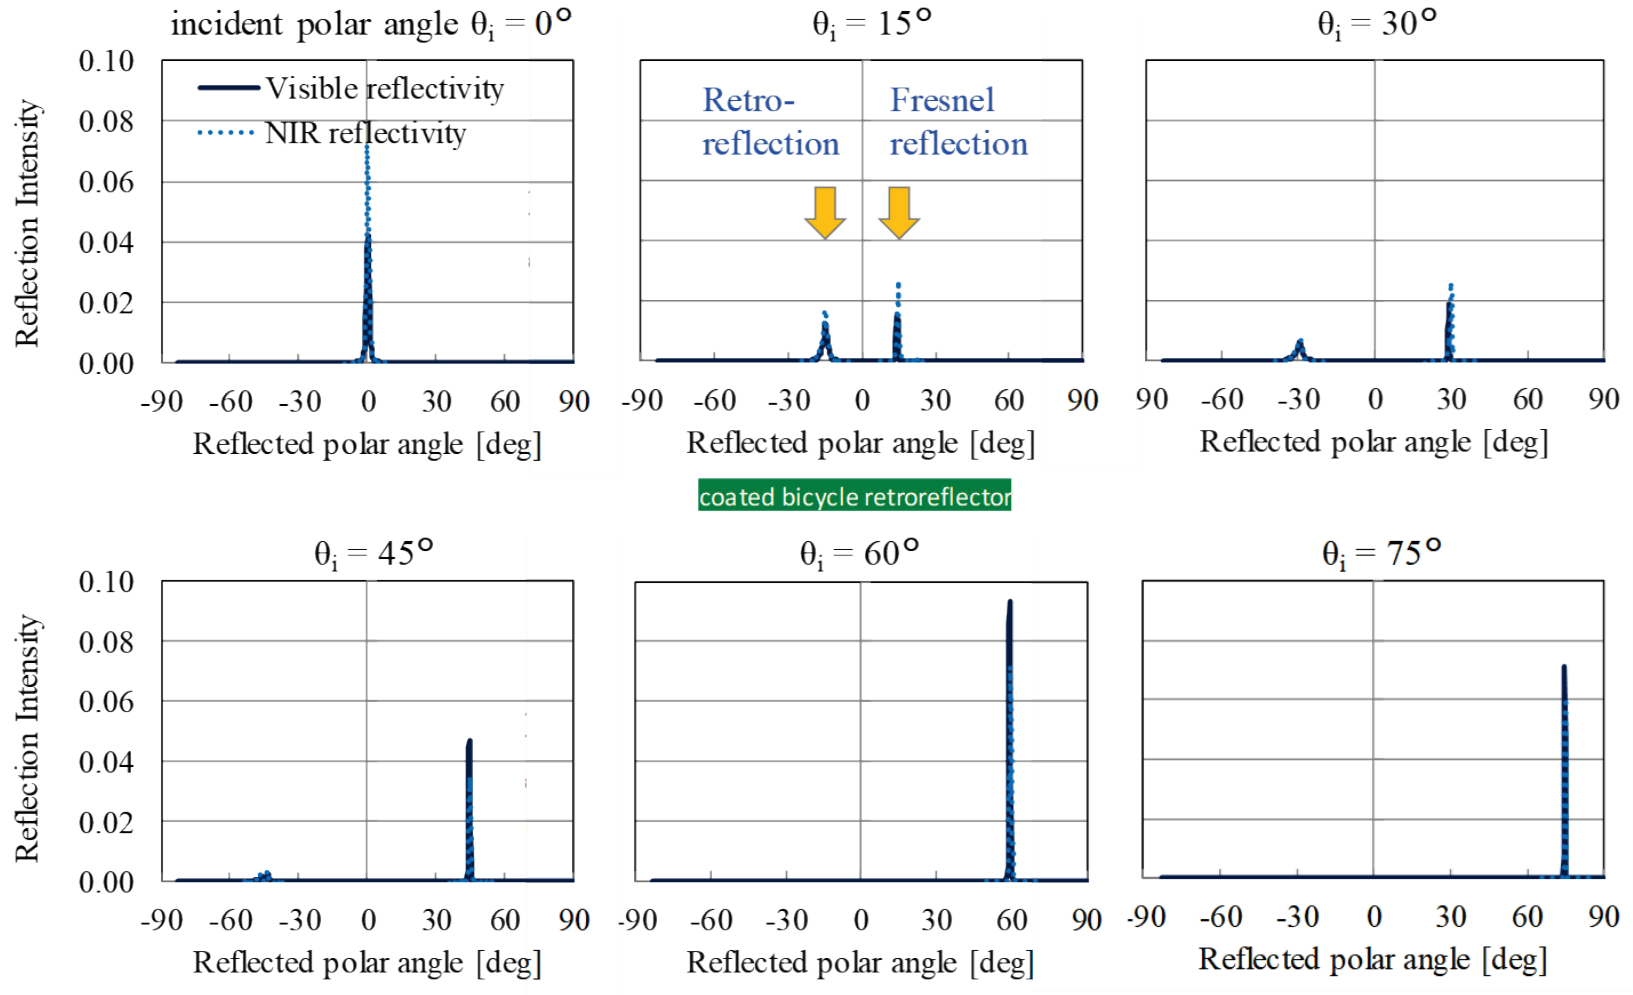 incident polar angle θi = 0°
θi = 15°
θi = 30°
Reflection Intensity
0.10
0.08
0.06
0.04
0.02
0.00
Visible reflectivity
NIR reflectivity
Retro-
reflection
Fresnel
reflection
-90 -60 -30 0 30 60 90
-90 -60 -30 0 30 60 90
-90 -60 -30 0 30 60 90
Reflected polar angle [deg]
Reflected polar angle [deg]
Reflected polar angle [deg]
coated bicycle retroreflector
θi = 45°
θi = 60°
θi = 75°
Reflection Intensity
0.10
0.08
0.06
0.04
0.02
0.00
-90 -60 -30 0 30 60 90
-90 -60 -30 0 30 60 90
-90 -60 -30 0 30 60 90
Reflected polar angle [deg]
Reflected polar angle [deg]
Reflected polar angle [deg]